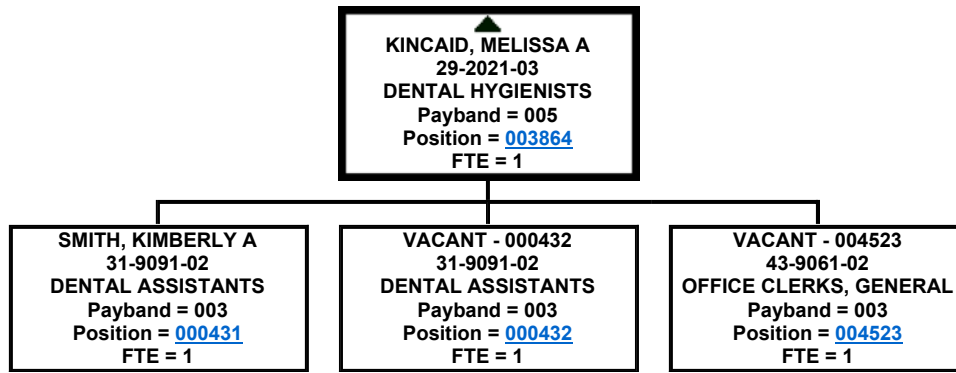 KINCAID, MELISSA A
29-2021-03
DENTAL HYGIENISTS
Payband = 005
Position = 003864
FTE = 1
SMITH, KIMBERLY A
31-9091-02
DENTAL ASSISTANTS
Payband = 003
Position = 000431
FTE = 1
VACANT - 000432
31-9091-02
DENTAL ASSISTANTS
Payband = 003
Position = 000432
FTE = 1
VACANT - 004523
43-9061-02
OFFICE CLERKS, GENERAL
Payband = 003
Position = 004523
FTE = 1